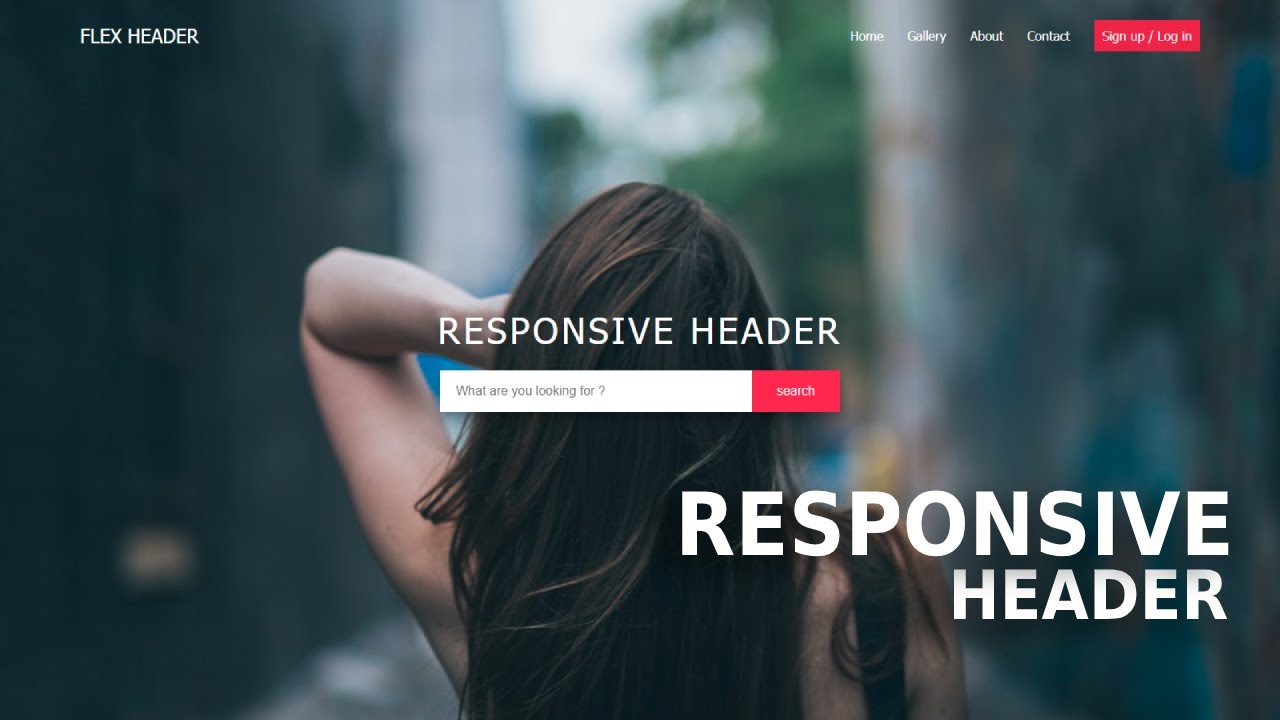 FLEX HEADER
Home Gallery About Contact Sign up / Log in
RESPONSIVE HEADER
What are you looking for ? search
RESPONSIVE
HEADER